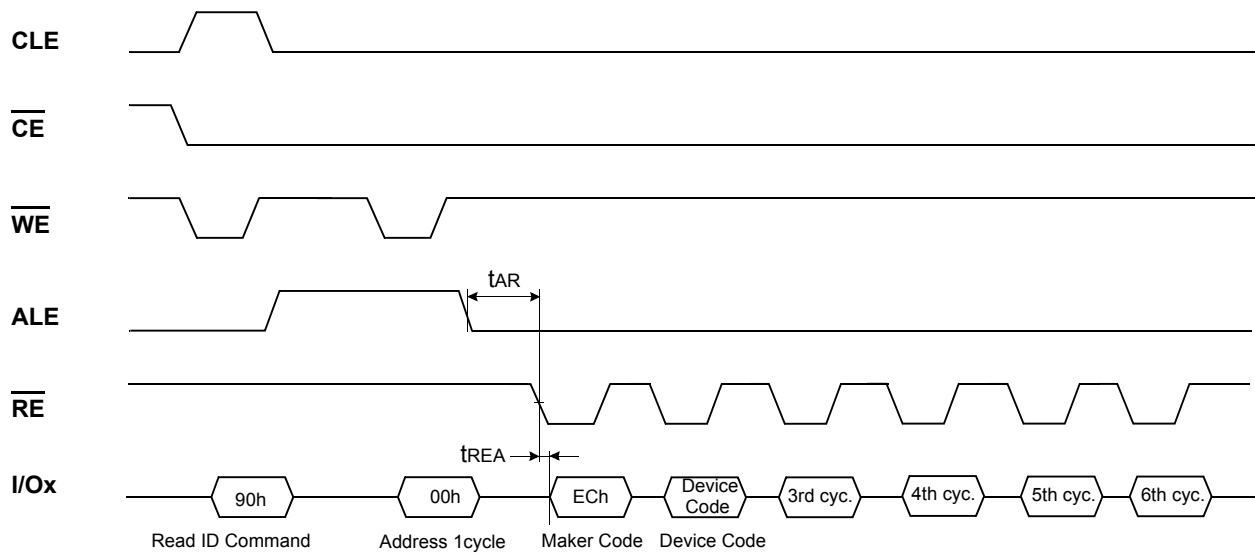 CLE
CE
WE
ALE
tAR
RE
tREA
I/Ox
90h
00h
ECh
Device
Code
3rd cyc.
4th cyc.
5th cyc.
6th cyc.
Read ID Command
Address 1cycle
Maker Code
Device Code